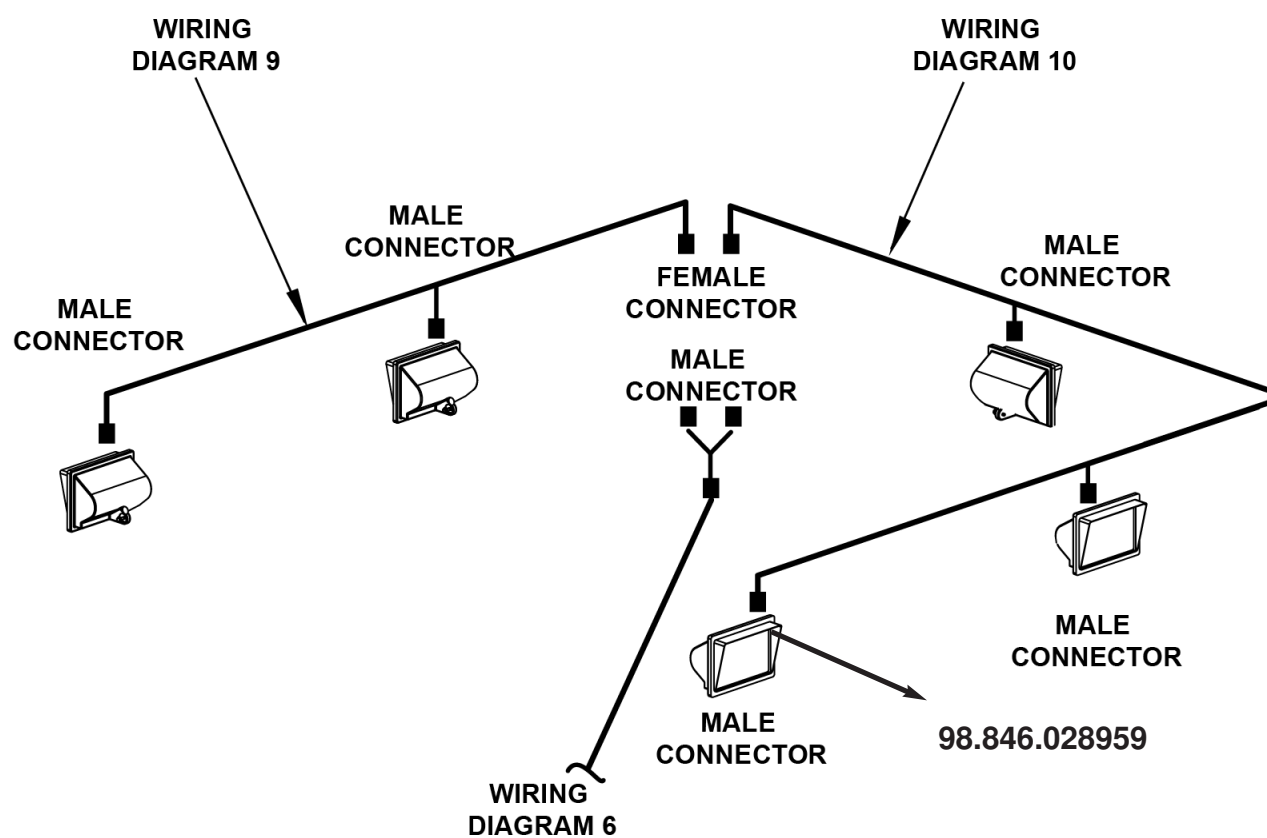 WIRING
DIAGRAM 9
WIRING
DIAGRAM 10
MALE
CONNECTOR
MALE
CONNECTOR
FEMALE
CONNECTOR
MALE
CONNECTOR
MALE
CONNECTOR
MALE
CONNECTOR
MALE
CONNECTOR
98.846.028959
WIRING
DIAGRAM 6